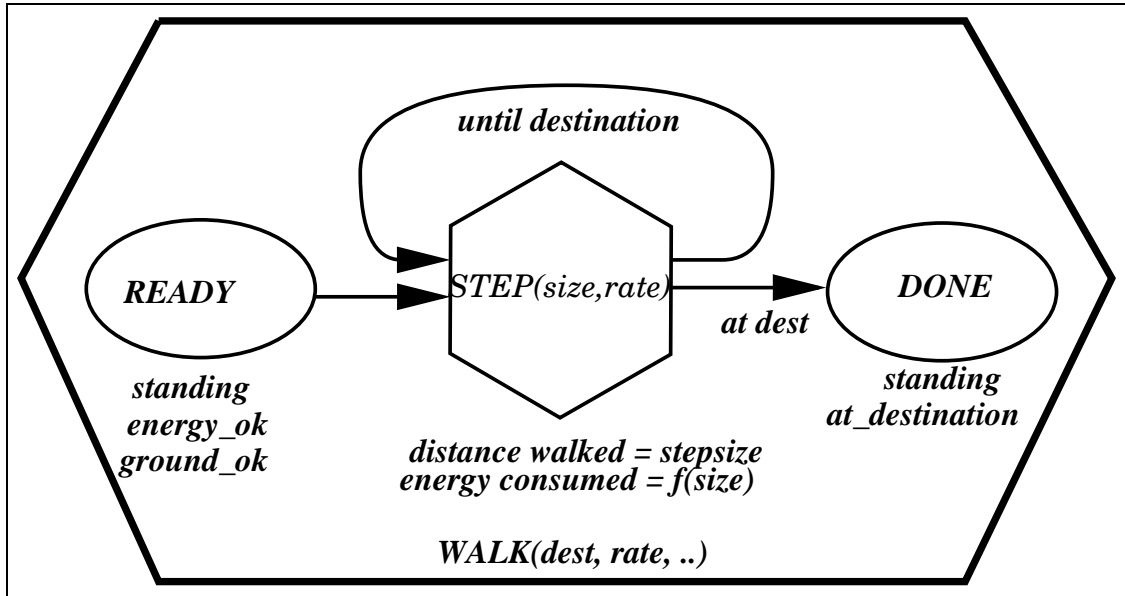 until destination
READY
STEP(size,rate)
DONE
at dest
standing
energy_ok
ground_ok
standing
at_destination
distance walked = stepsize
energy consumed = f(size)
WALK(dest, rate, ..)